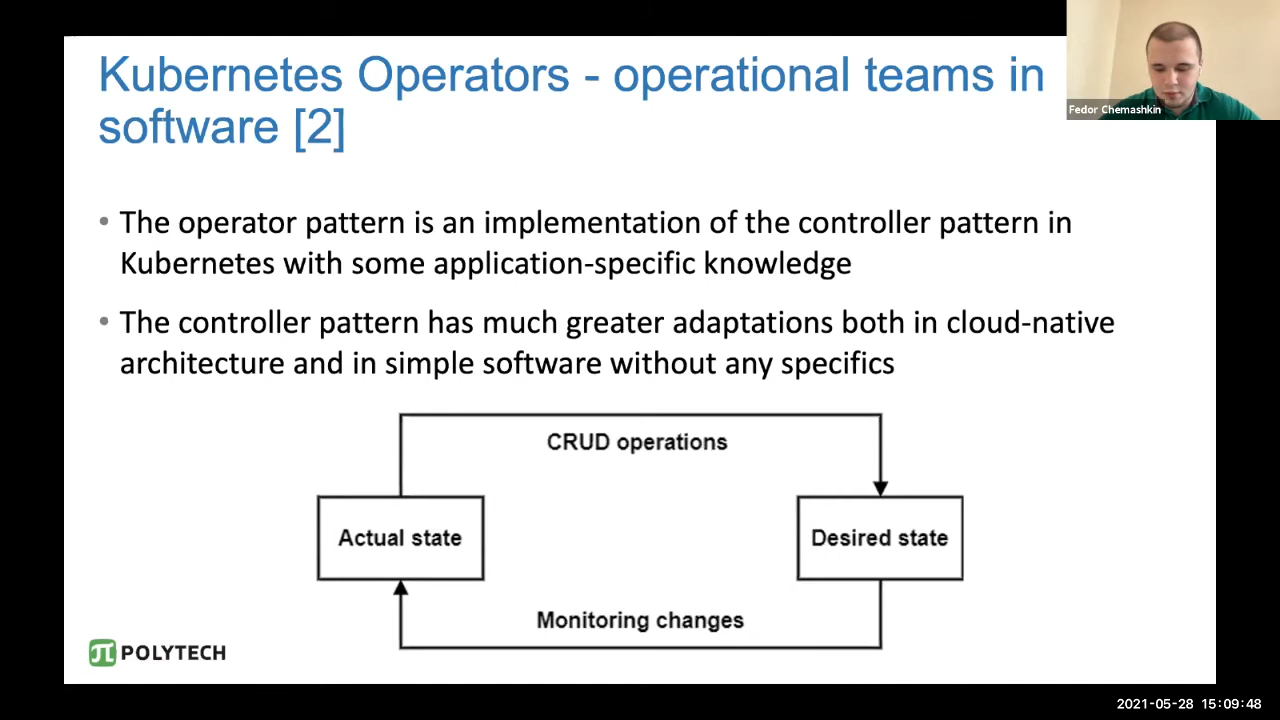 Kubernetes Operators - operational teams in
software [2]
Fedor Chemashkin
• The operator pattern is an implementation of the controller pattern in
Kubernetes with some application-specific knowledge
• The controller pattern has much greater adaptations both in cloud-native
architecture and in simple software without any specifics
CRUD operations
Actual state
Desired state
Monitoring changes
π POLYTECH
2021-05-28 15:09:48